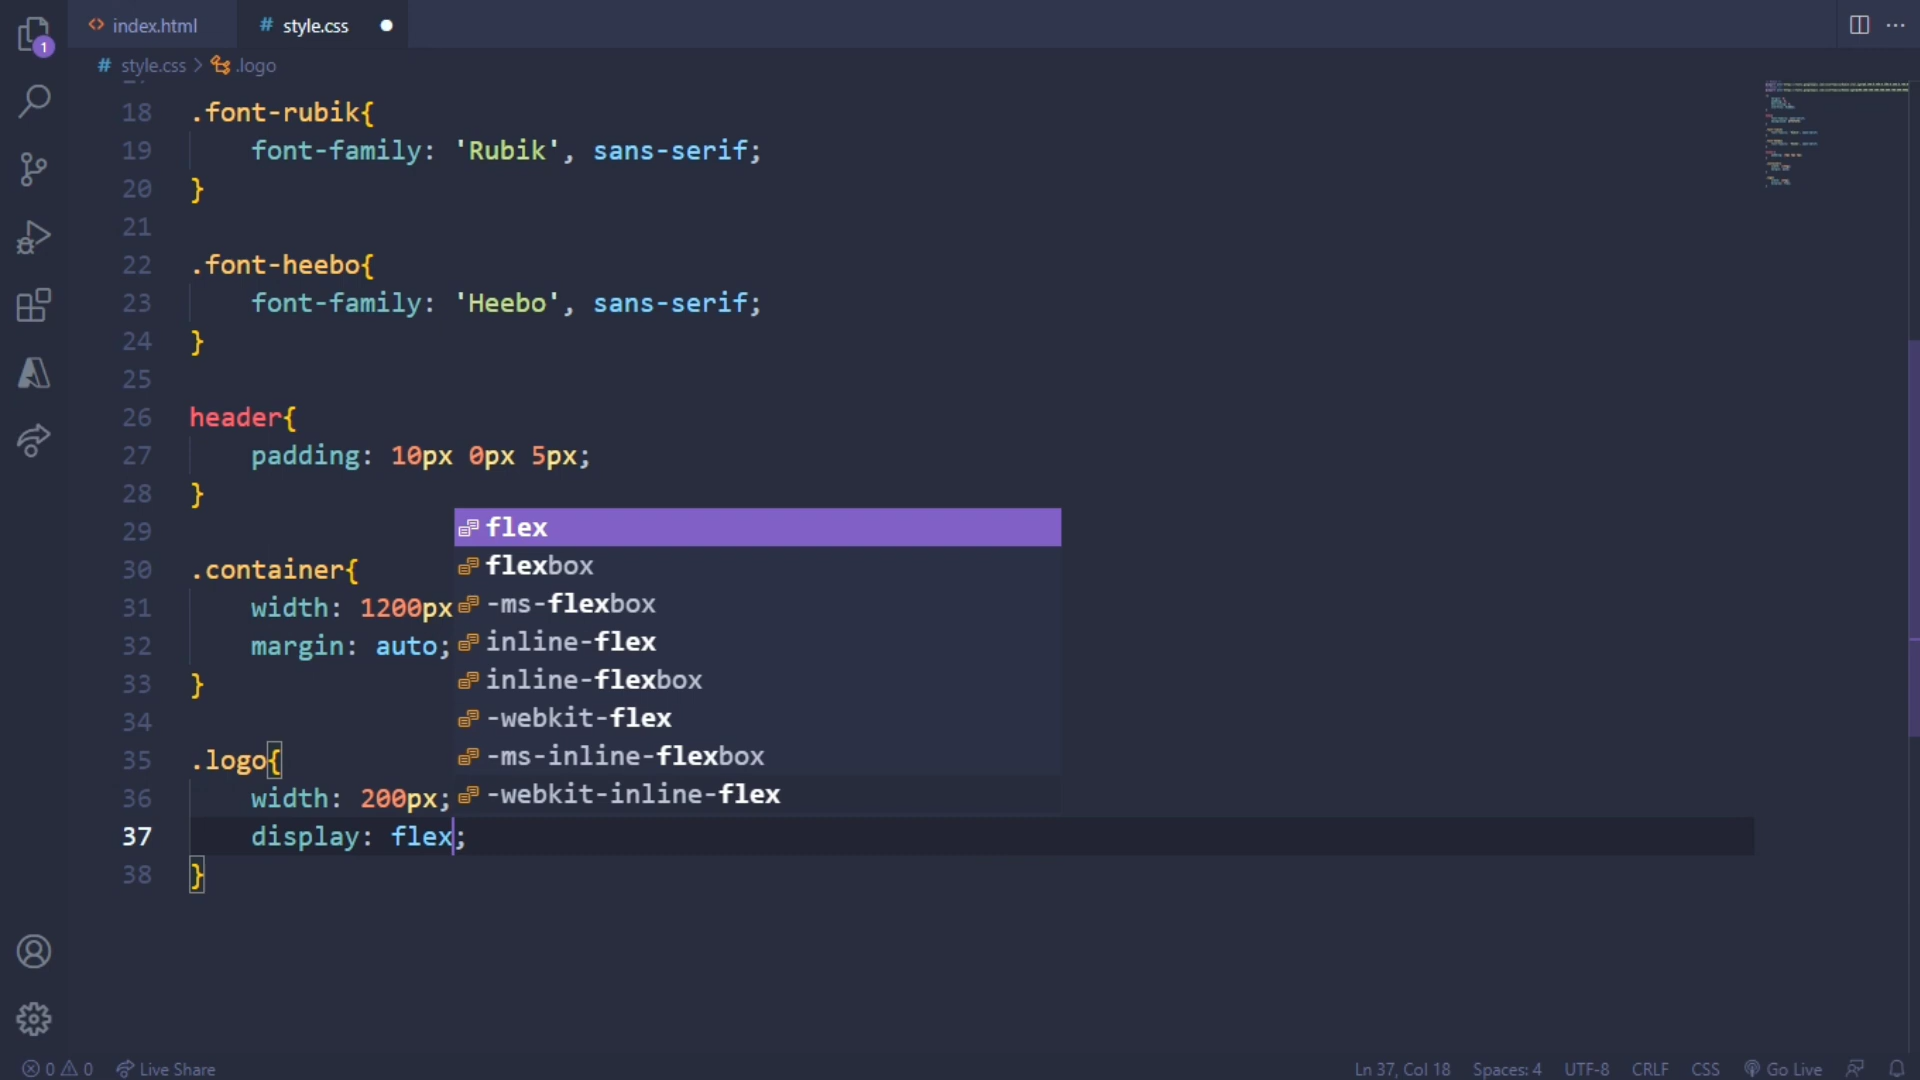 index.html
# style.css
# style.css > .logo
18 .font-rubik{
19 font-family: 'Rubik', sans-serif;
20 }
21
22 .font-heebo{
23 font-family: 'Heebo', sans-serif;
24 }
25
26 header{
27 padding: 10px 0px 5px;
28 }
29
30 .container{
31 width: 1200px
32 margin: auto;
33 }
34
35 .logo{
36 width: 200px;
37 display: flex;
38 }
flex
flexbox
-ms-flexbox
inline-flex
inline-flexbox
-webkit-flex
-ms-inline-flexbox
-webkit-inline-flex
1
0 0 Live Share
Ln 37, Col 18 Spaces: 4 UTF-8 CRLF CSS Go Live